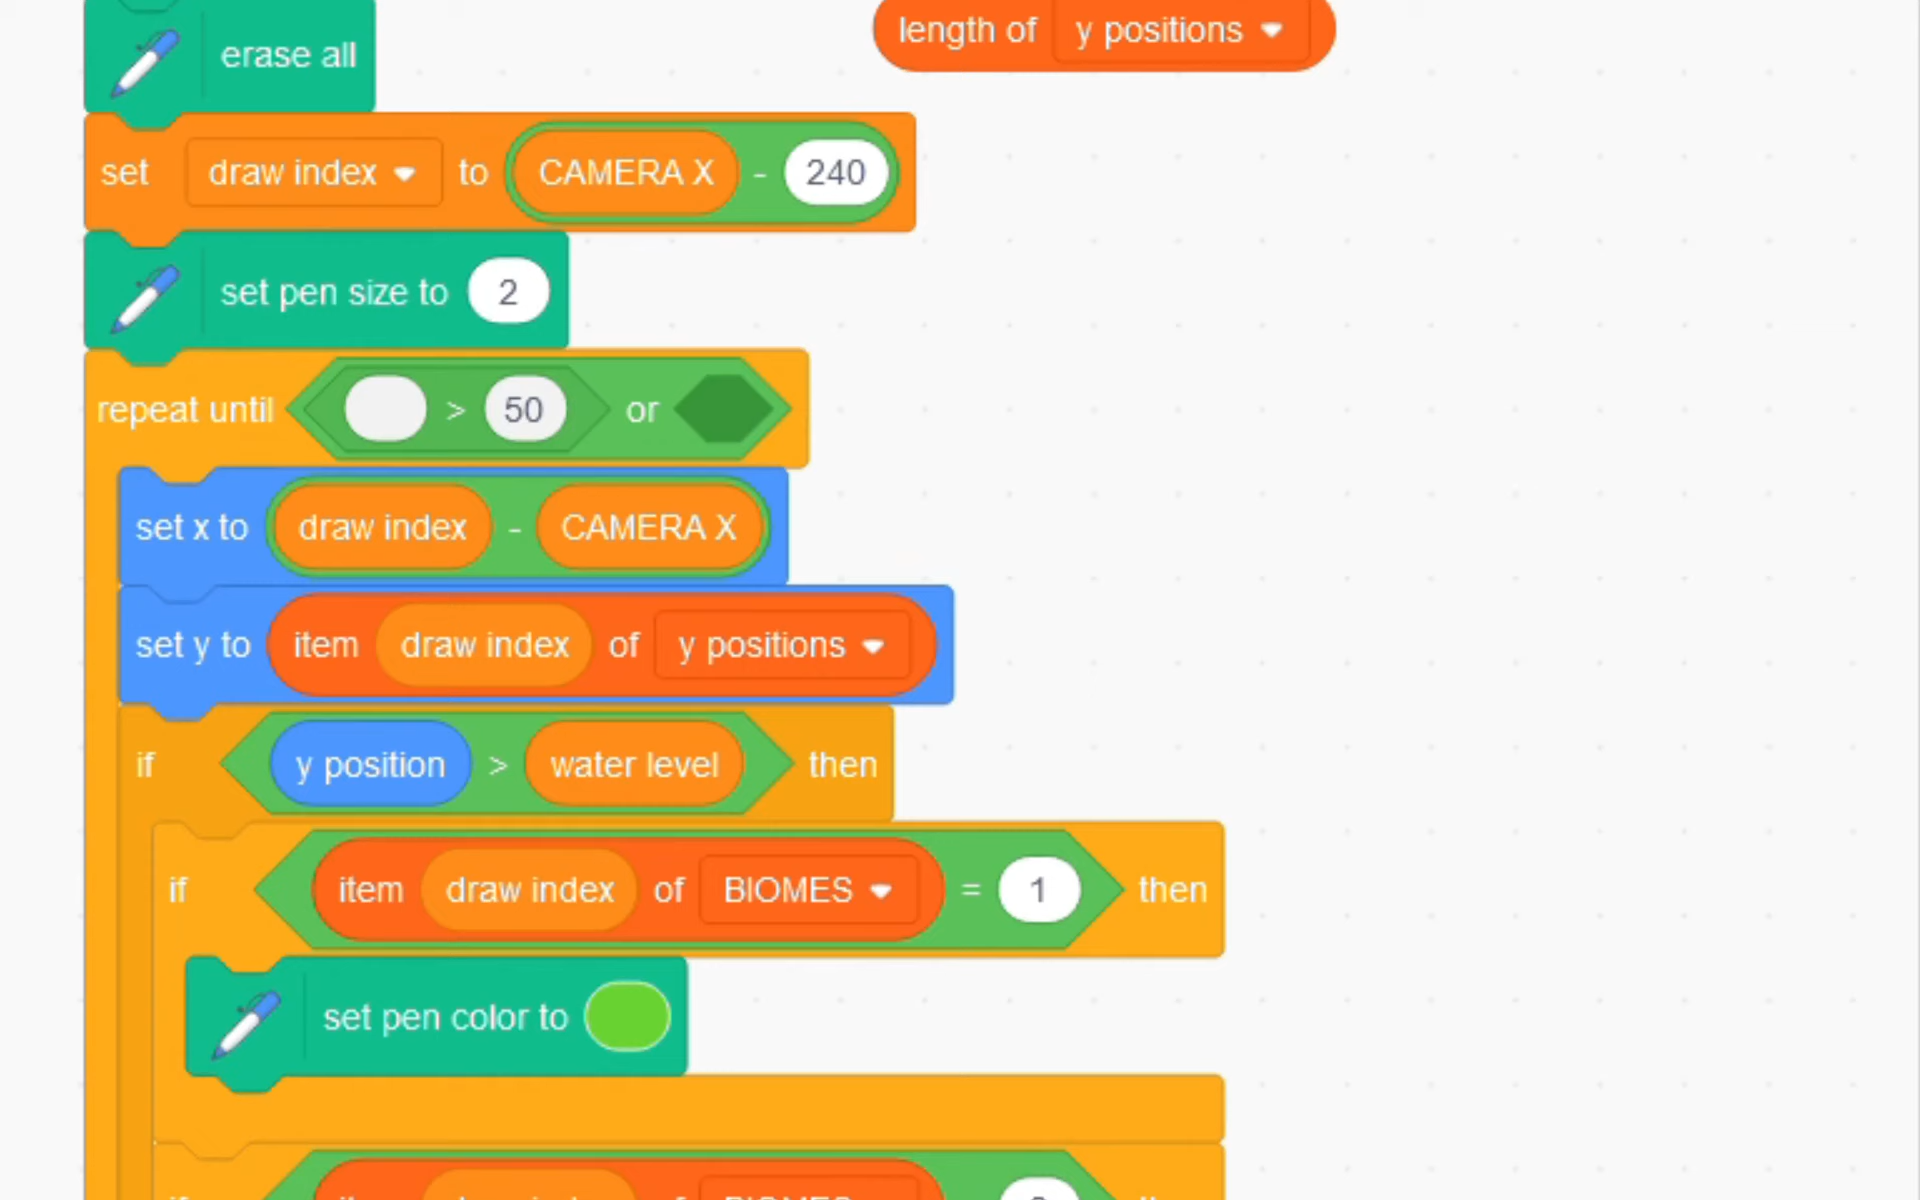 length of y positions
erase all
set draw index to CAMERA X - 240
set pen size to 2
repeat until > 50 or
set x to draw index - CAMERA X
set y to item draw index of y positions
if y position > water level then
if item draw index of BIOMES = 1 then
set pen color to